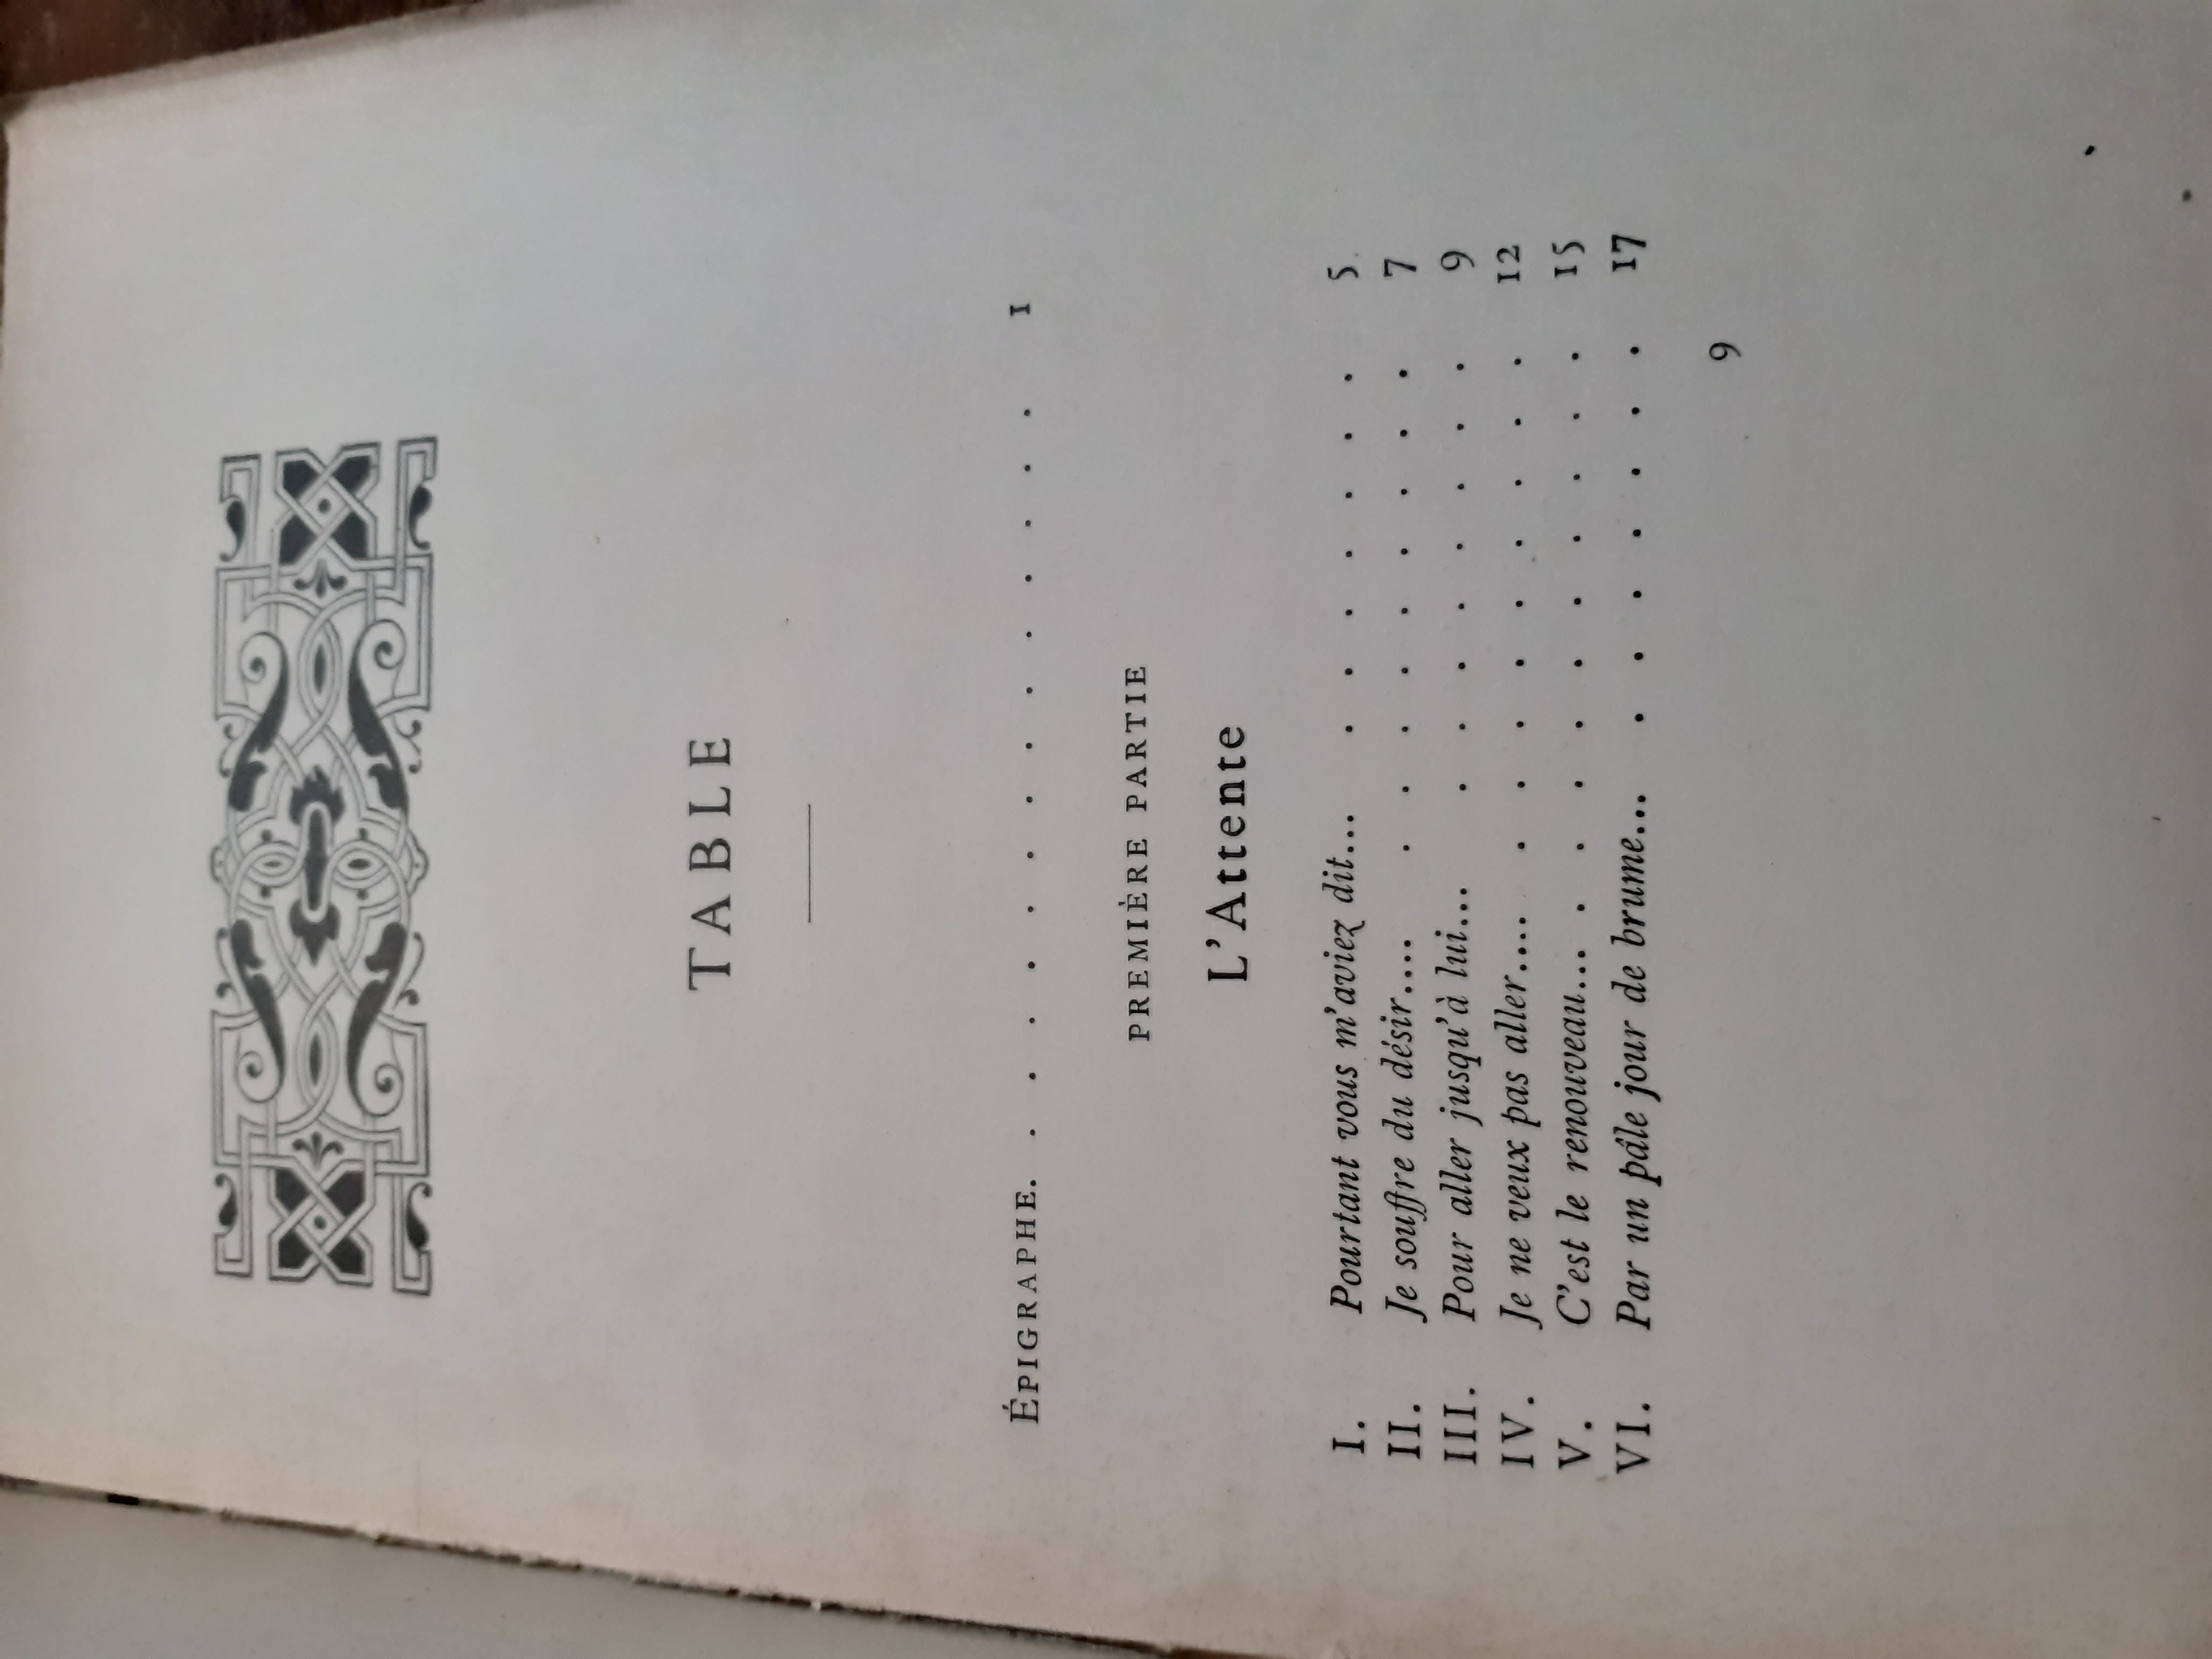 TABLE
ÉPIGRAPHE. . . . . . . . . . . . . . . 1
PREMIÈRE PARTIE
L'Attente
I. Pourtant vous m'aviez dit... . . . . . . . 5
II. Je souffre du désir.... . . . . . . . . . 7
III. Pour aller jusqu'à lui... . . . . . . . . 9
IV. Je ne veux pas aller.... . . . . . . . . . 12
V. C'est le renouveau... . . . . . . . . . . 15
VI. Par un pâle jour de brume... . . . . . . . 17
9